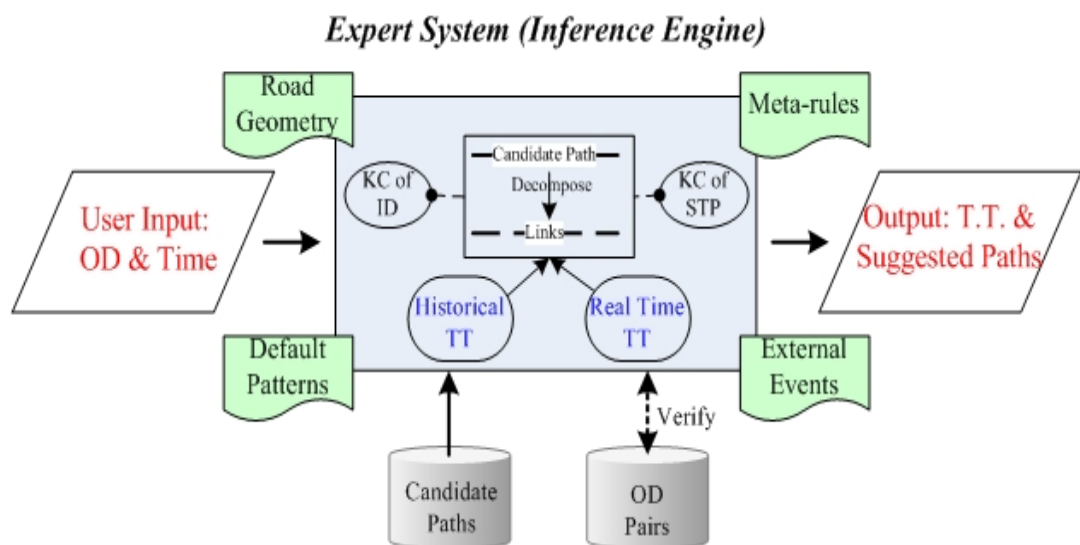 Expert System (Inference Engine)
Road
Geometry
Meta-rules
Candidate Path
KC of
ID
Decompose
KC of
STP
Links
User Input:
OD & Time
Output: T.T. &
Suggested Paths
Historical
TT
Real Time
TT
Default
Patterns
External
Events
Verify
Candidate
Paths
OD
Pairs